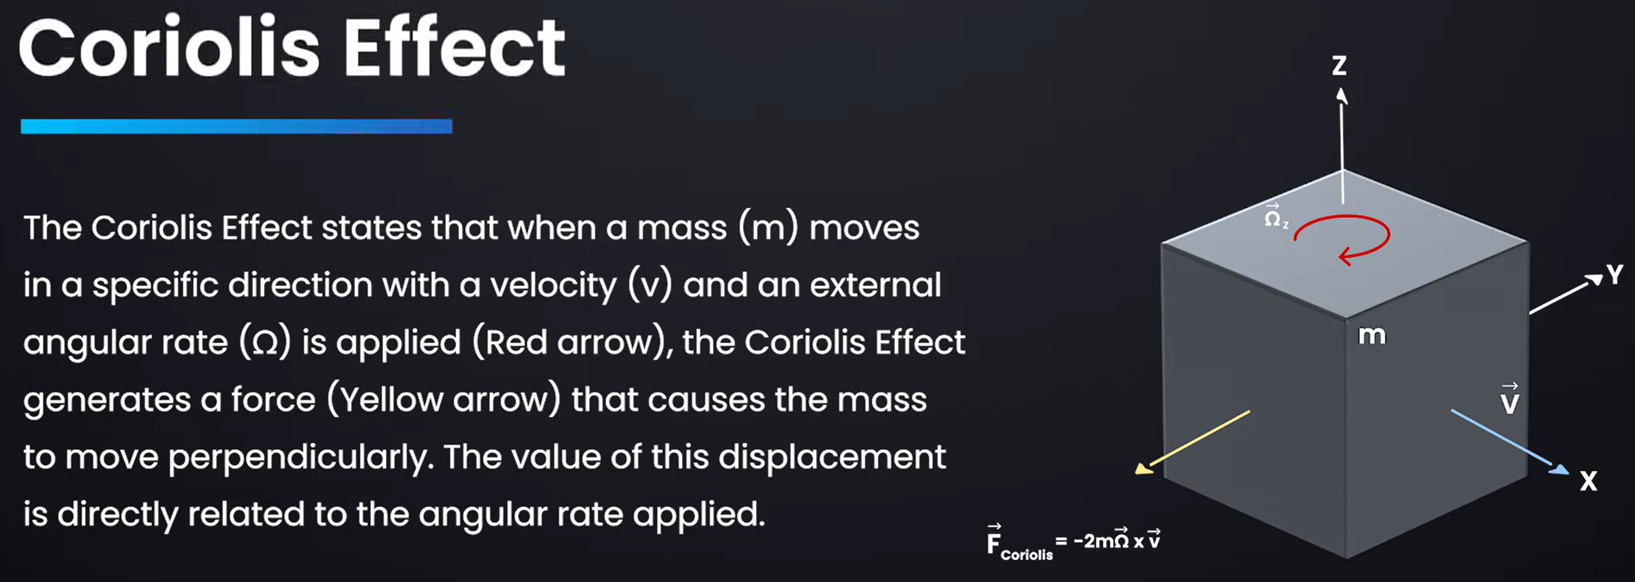 Coriolis Effect
The Coriolis Effect states that when a mass (m) moves
in a specific direction with a velocity (v) and an external
angular rate (Ω) is applied (Red arrow), the Coriolis Effect
generates a force (Yellow arrow) that causes the mass
to move perpendicularly. The value of this displacement
is directly related to the angular rate applied.
Z
Ω⃗z
Y
m
V⃗
X
F⃗Coriolis = -2mΩ⃗ x v⃗